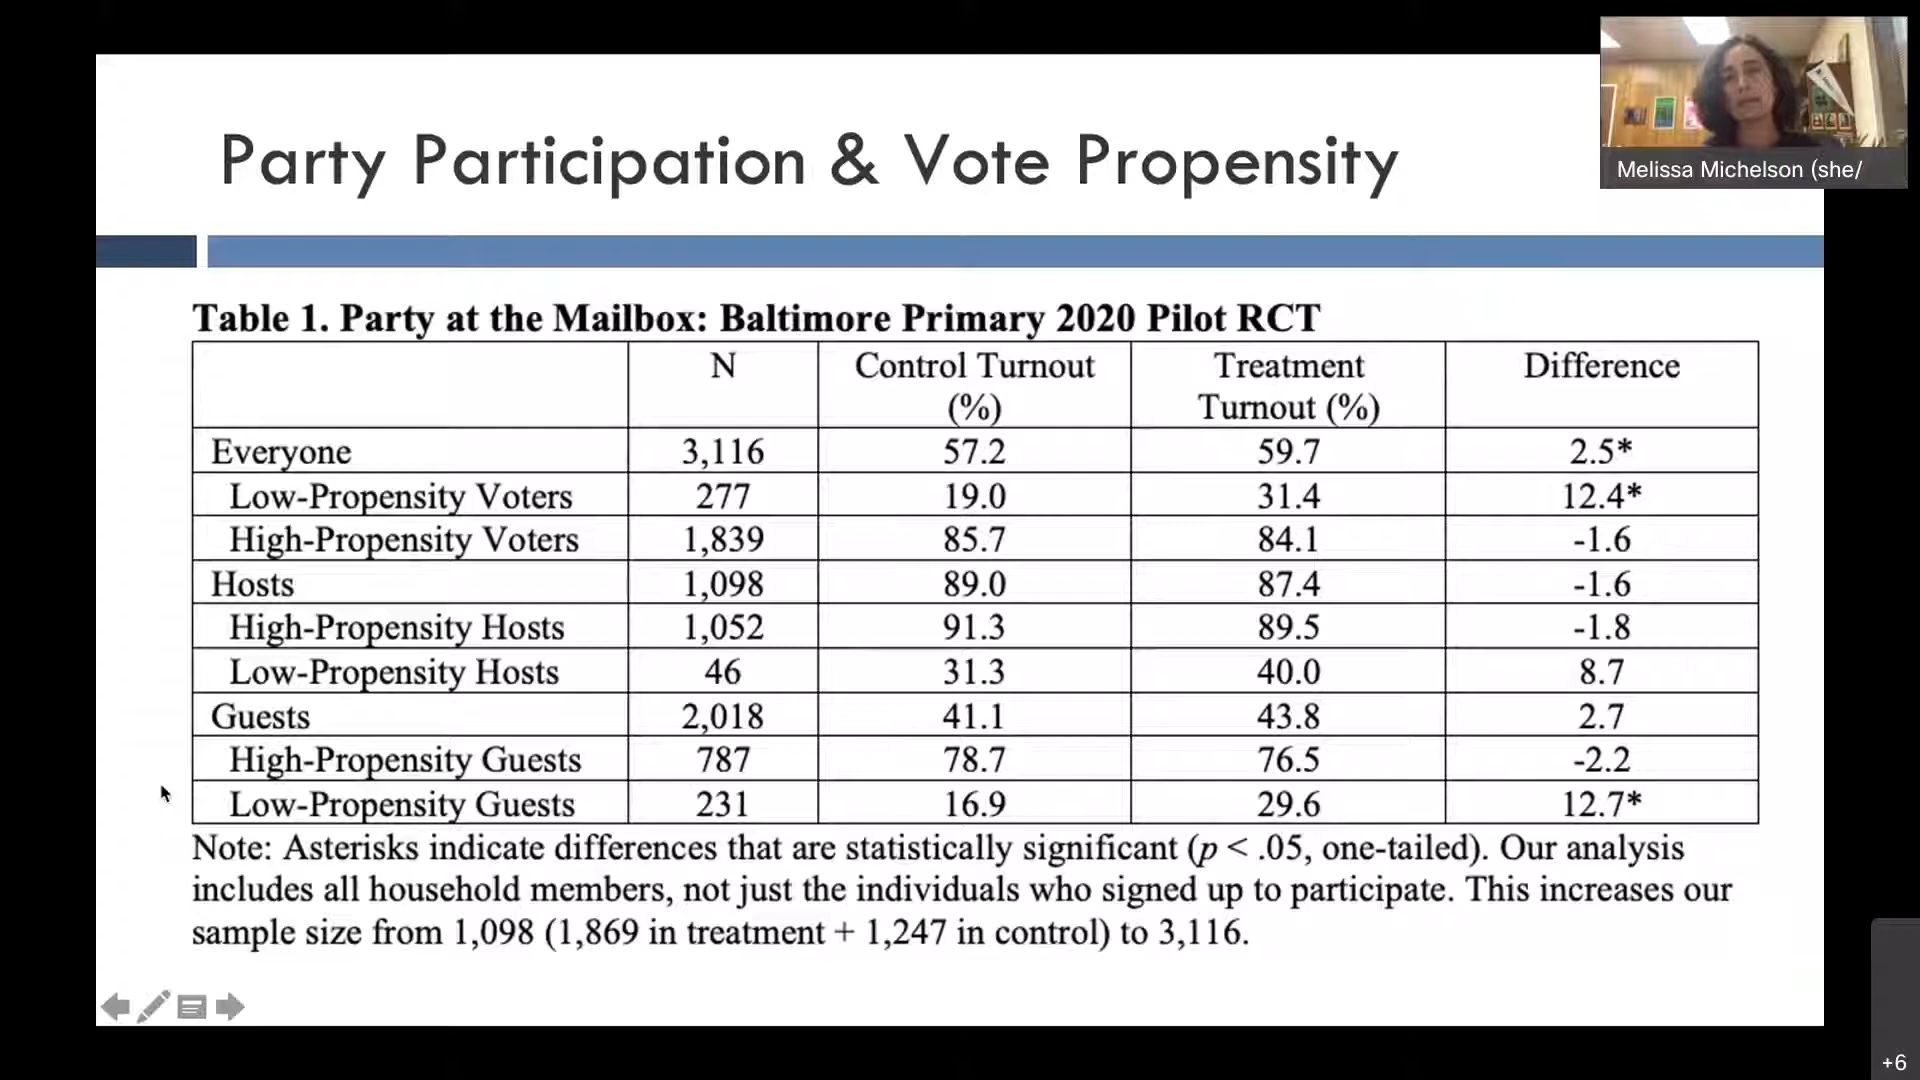 Melissa Michelson (she/
Party Participation & Vote Propensity
Table 1. Party at the Mailbox: Baltimore Primary 2020 Pilot RCT
N Control Turnout (%) Treatment Turnout (%) Difference
Everyone 3,116 57.2 59.7 2.5*
Low-Propensity Voters 277 19.0 31.4 12.4*
High-Propensity Voters 1,839 85.7 84.1 -1.6
Hosts 1,098 89.0 87.4 -1.6
High-Propensity Hosts 1,052 91.3 89.5 -1.8
Low-Propensity Hosts 46 31.3 40.0 8.7
Guests 2,018 41.1 43.8 2.7
High-Propensity Guests 787 78.7 76.5 -2.2
Low-Propensity Guests 231 16.9 29.6 12.7*
Note: Asterisks indicate differences that are statistically significant (p < .05, one-tailed). Our analysis
includes all household members, not just the individuals who signed up to participate. This increases our
sample size from 1,098 (1,869 in treatment + 1,247 in control) to 3,116.
+6